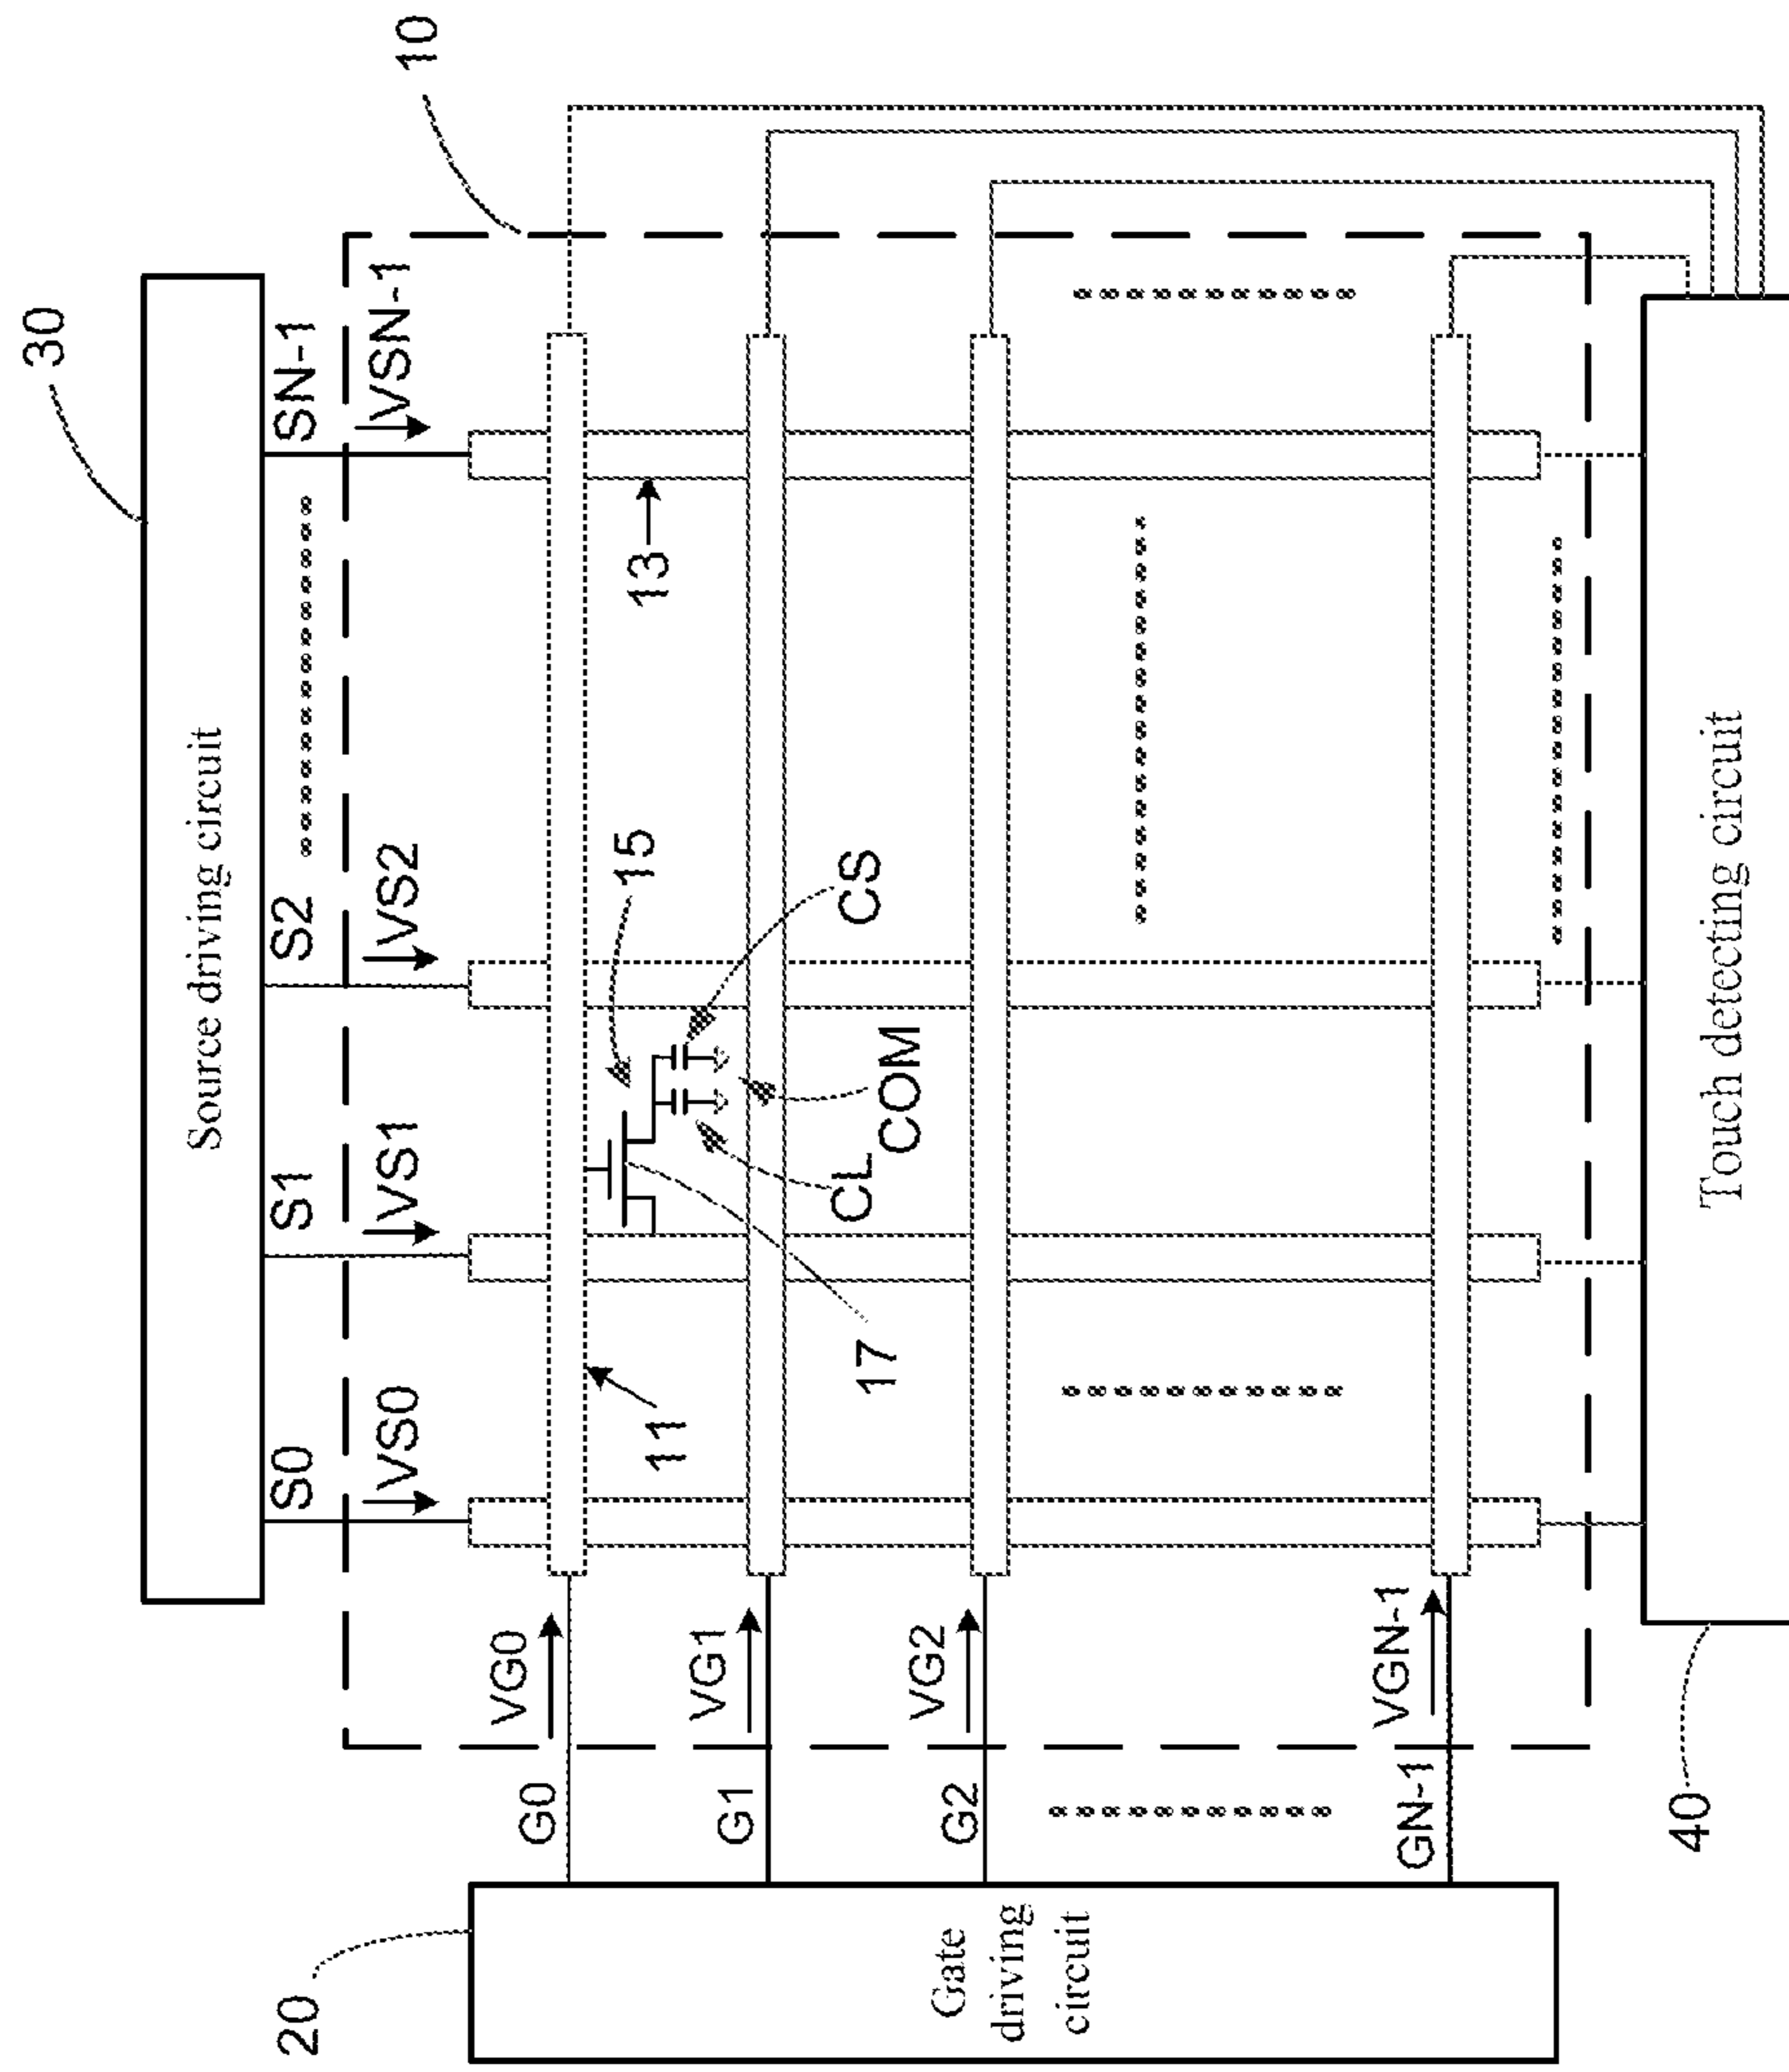 30
Source driving circuit
S0
S1
S2
SN-1
10
VS0
VS1
VS2
VSN-1
20
Gate
driving
circuit
G0
VG0
G1
VG1
G2
VG2
GN-1
VGN-1
11
13
15
17
CL
CS
COM
40
Touch detecting circuit